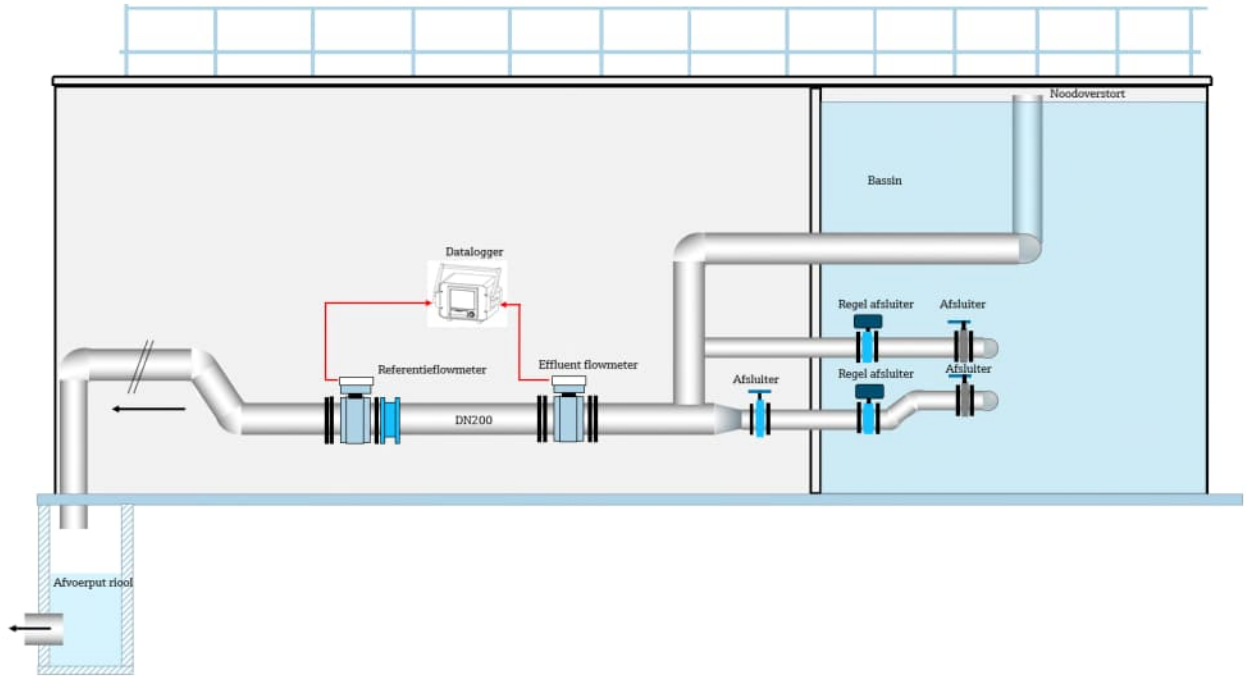 Noodoverstort
Bassin
Datalogger
Regel afsluiter
Afsluiter
Referentieflowmeter
Effluent flowmeter
Afsluiter
Regel afsluiter
Afsluiter
DN200
Afvoerput riool